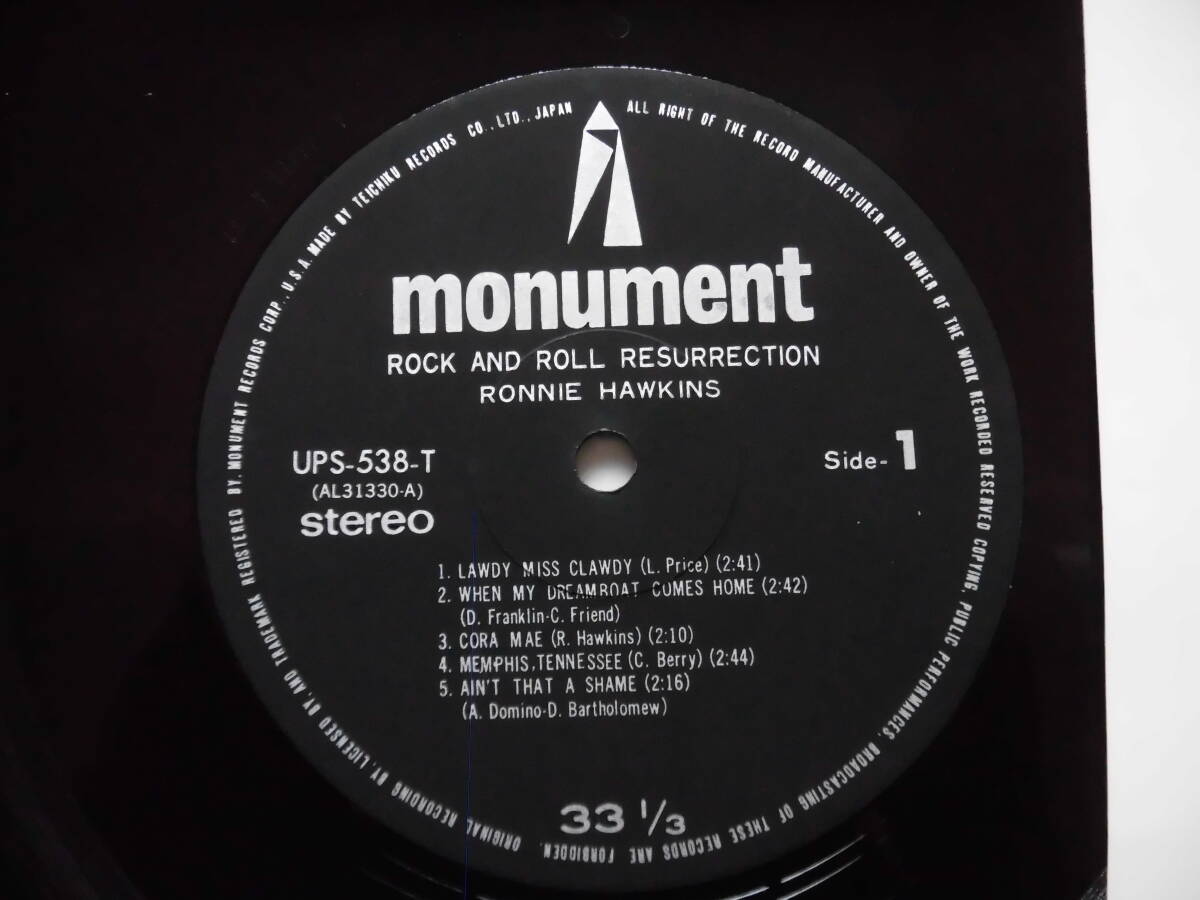 ORIGINAL RECORDING BY, LICENSED BY, AND TRADEMARK REGISTERED BY, MONUMENT RECORDS CORP., U.S.A. MADE BY TEICHIKU RECORDS CO., LTD., JAPAN
ALL RIGHT OF THE RECORD MANUFACTURER AND OWNER OF THE WORK RECORDED RESERVED COPYING, PUBLIC PERFORMANCES, BROADCASTING OF THESE RECORDS ARE FORBIDDEN.
monument
ROCK AND ROLL RESURRECTION
RONNIE HAWKINS
UPS-538-T
(AL31330-A)
stereo
Side-1
1. LAWDY MISS CLAWDY (L. Price) (2:41)
2. WHEN MY DREAMBOAT COMES HOME (2:42)
(D. Franklin-C. Friend)
3. CORA MAE (R. Hawkins) (2:10)
4. MEMPHIS, TENNESSEE (C. Berry) (2:44)
5. AIN'T THAT A SHAME (2:16)
(A. Domino-D. Bartholomew)
33 1/3